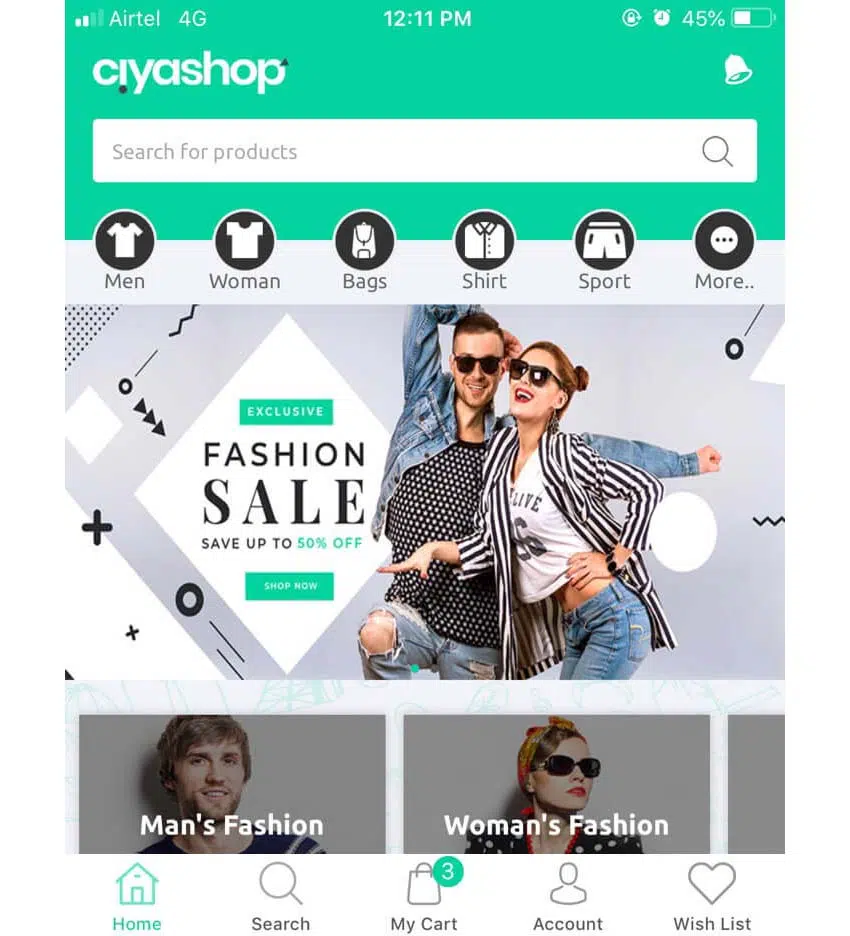 Airtel 4G 12:11 PM 45%
ciyashop
Search for products
Men Woman Bags Shirt Sport More..
EXCLUSIVE
FASHION
SALE
SAVE UP TO 50% OFF
SHOP NOW
Man's Fashion Woman's Fashion
3
Home Search My Cart Account Wish List